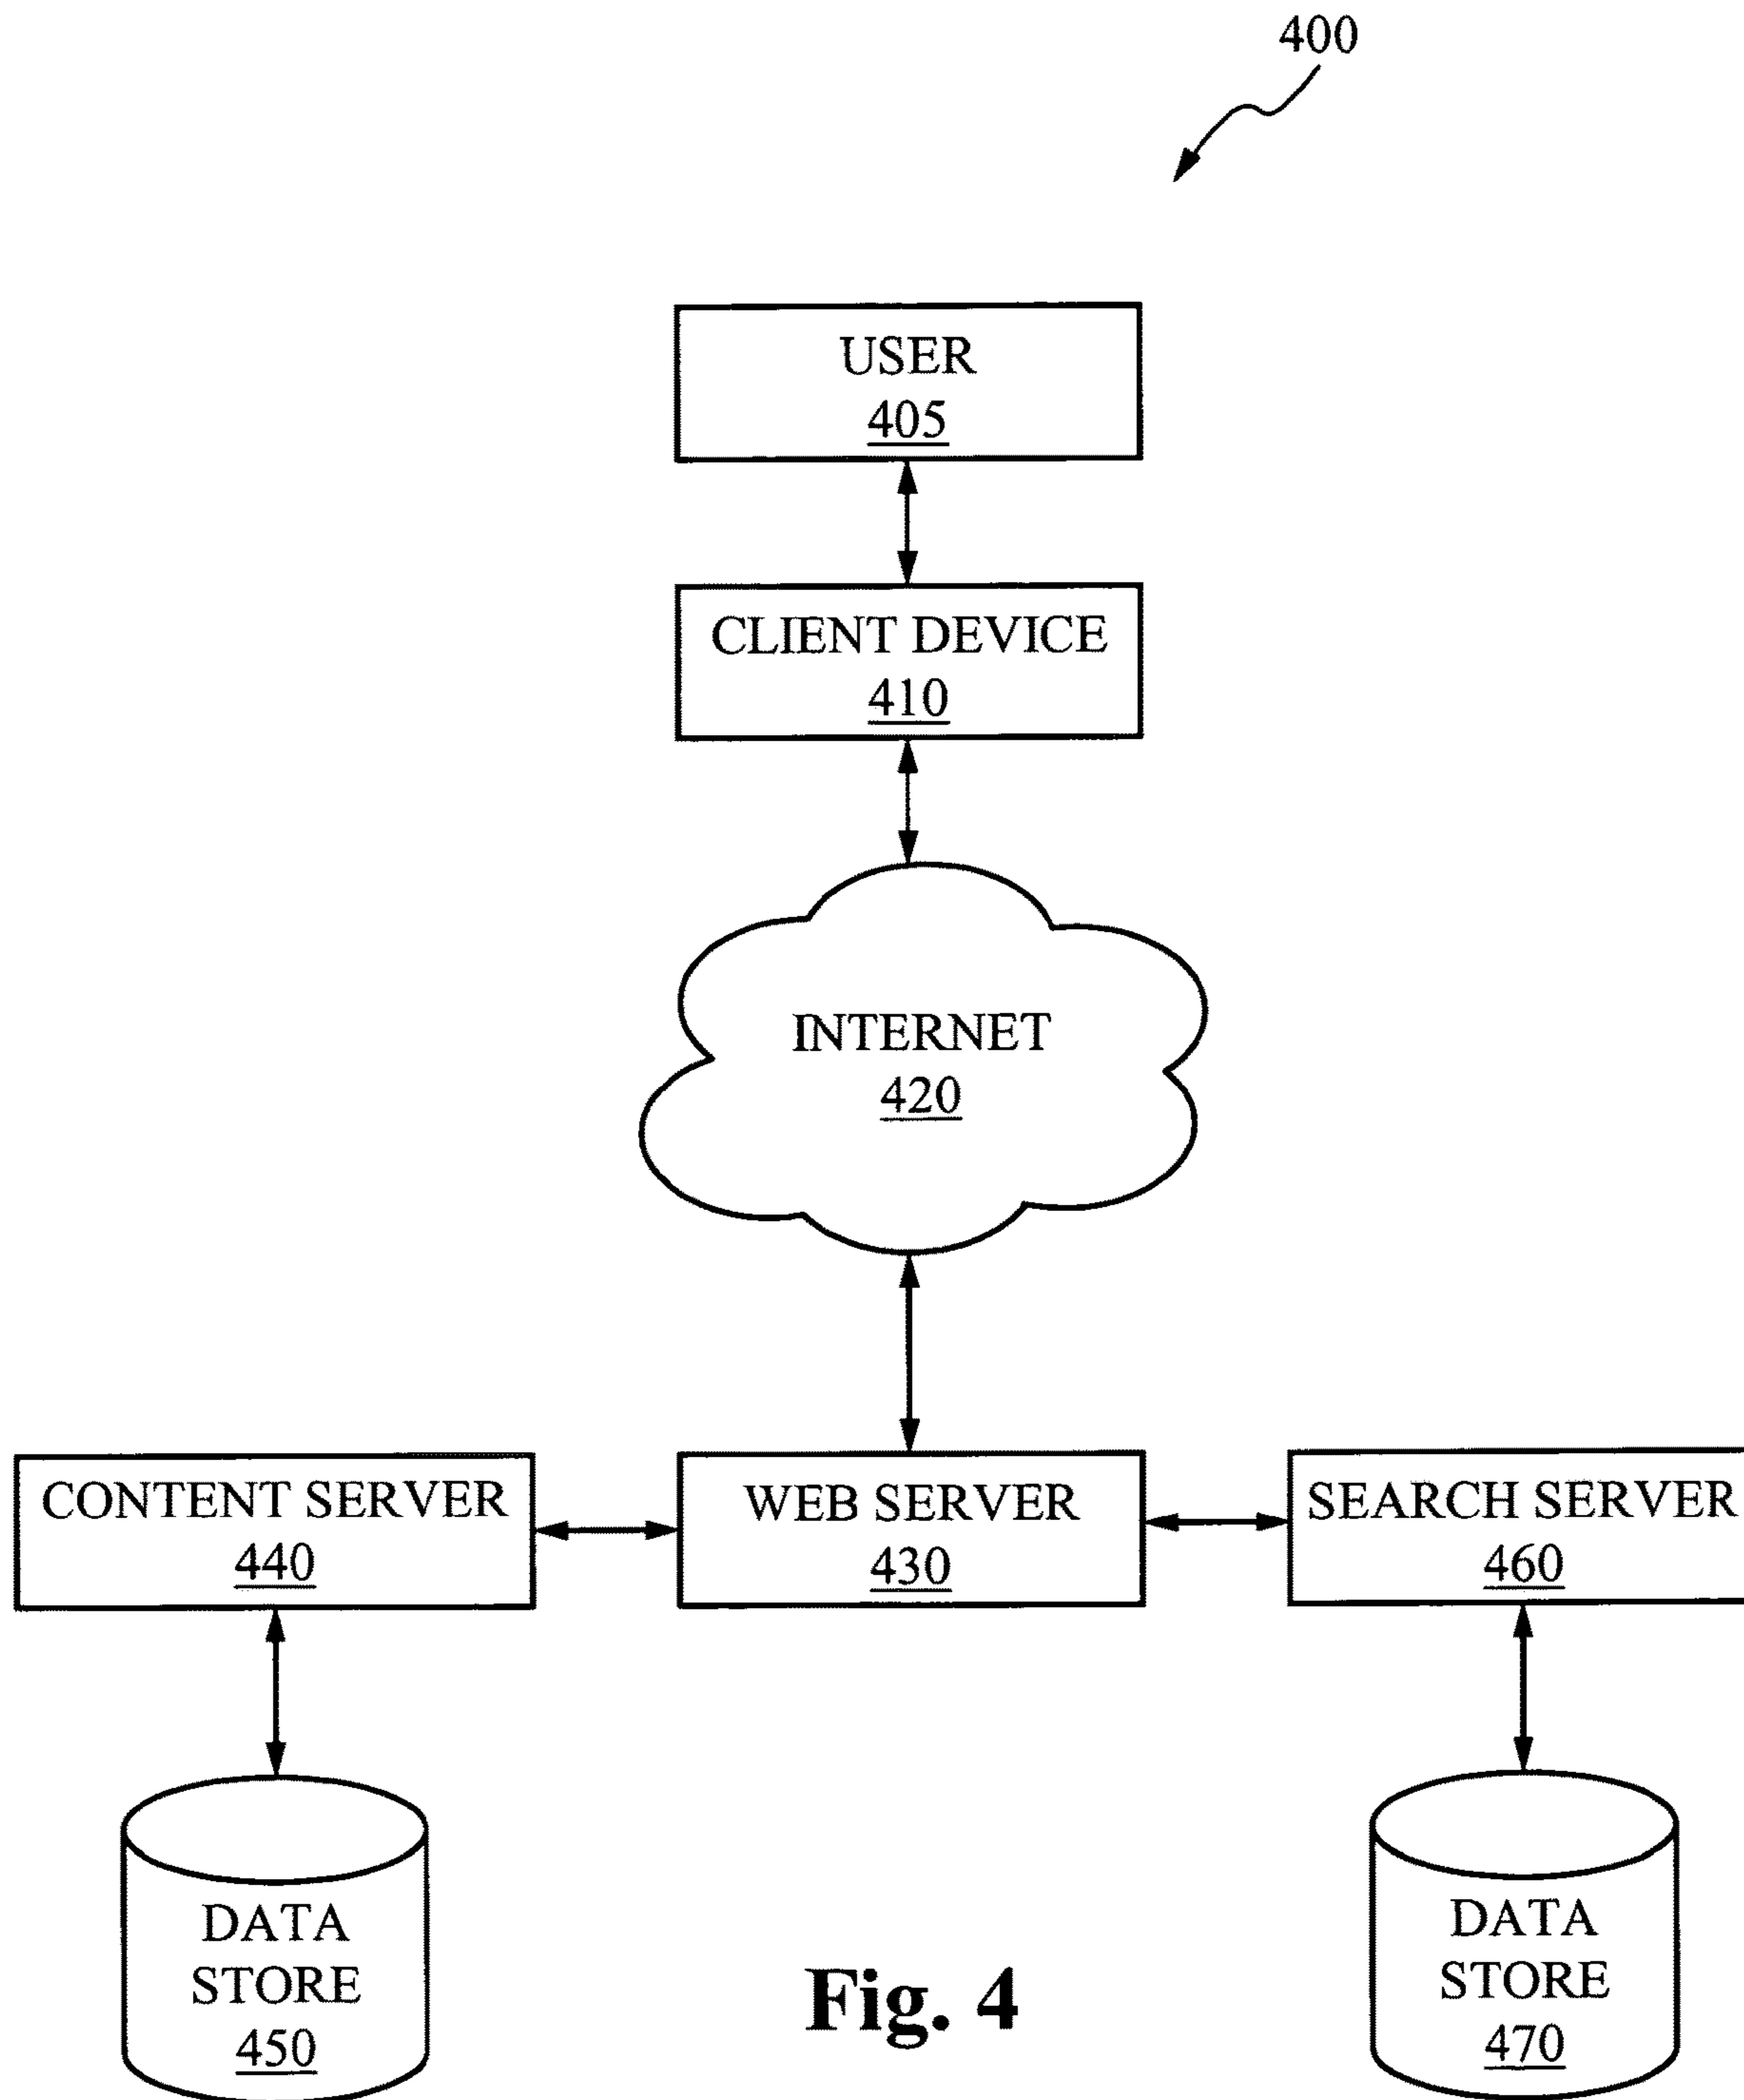 400
USER
405
CLIENT DEVICE
410
INTERNET
420
CONTENT SERVER
440
WEB SERVER
430
SEARCH SERVER
460
DATA
STORE
450
DATA
STORE
470
Fig. 4